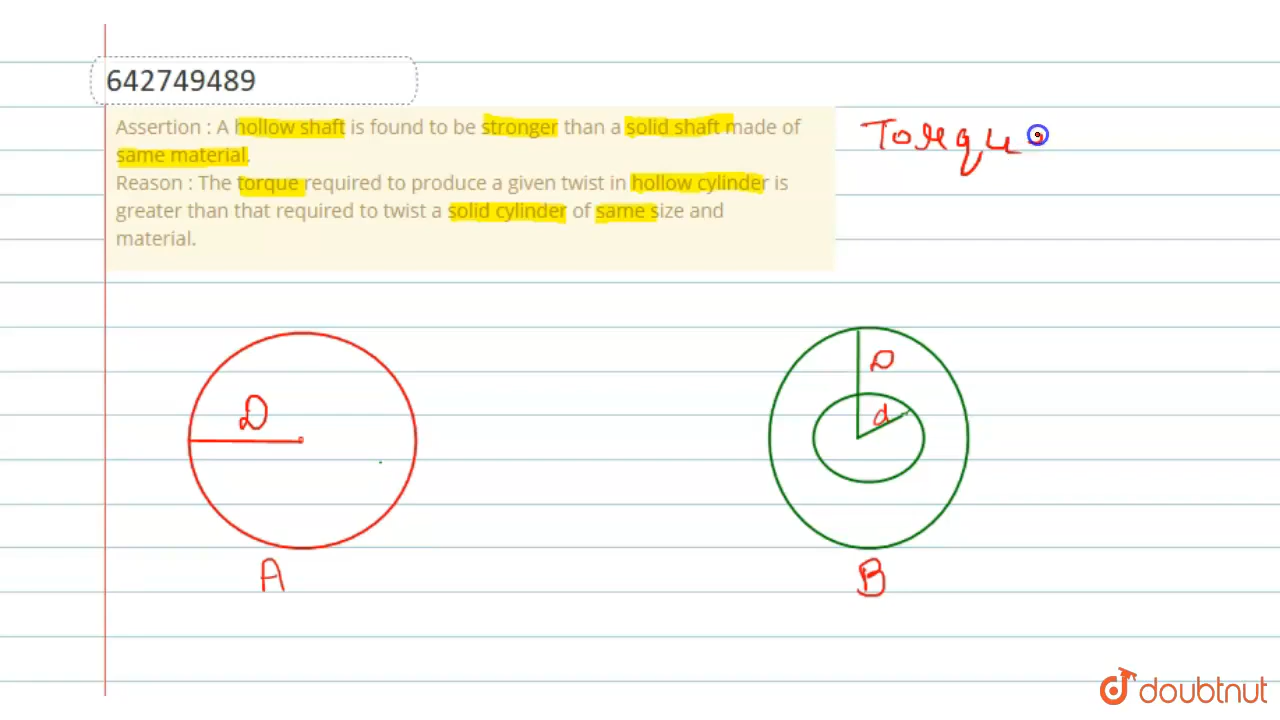 642749489
Assertion : A hollow shaft is found to be stronger than a solid shaft made of
same material.
Reason : The torque required to produce a given twist in hollow cylinder is
greater than that required to twist a solid cylinder of same size and
material.
Torque
D
D
d
A
B
doubtnut